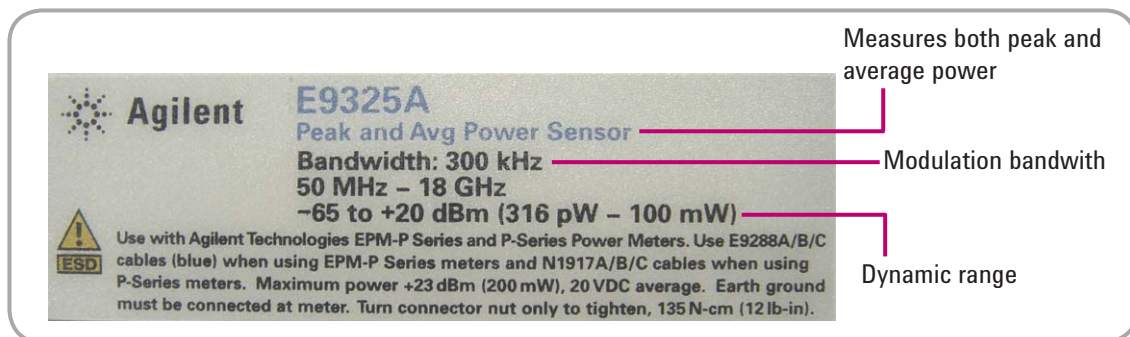 Measures both peak and
average power
Agilent
E9325A
Peak and Avg Power Sensor
Bandwidth: 300 kHz
Modulation bandwith
50 MHz – 18 GHz
–65 to +20 dBm (316 pW – 100 mW)
Dynamic range
ESD
Use with Agilent Technologies EPM-P Series and P-Series Power Meters. Use E9288A/B/C
cables (blue) when using EPM-P Series meters and N1917A/B/C cables when using
P-Series meters. Maximum power +23 dBm (200 mW), 20 VDC average. Earth ground
must be connected at meter. Turn connector nut only to tighten, 135 N-cm (12 lb-in).